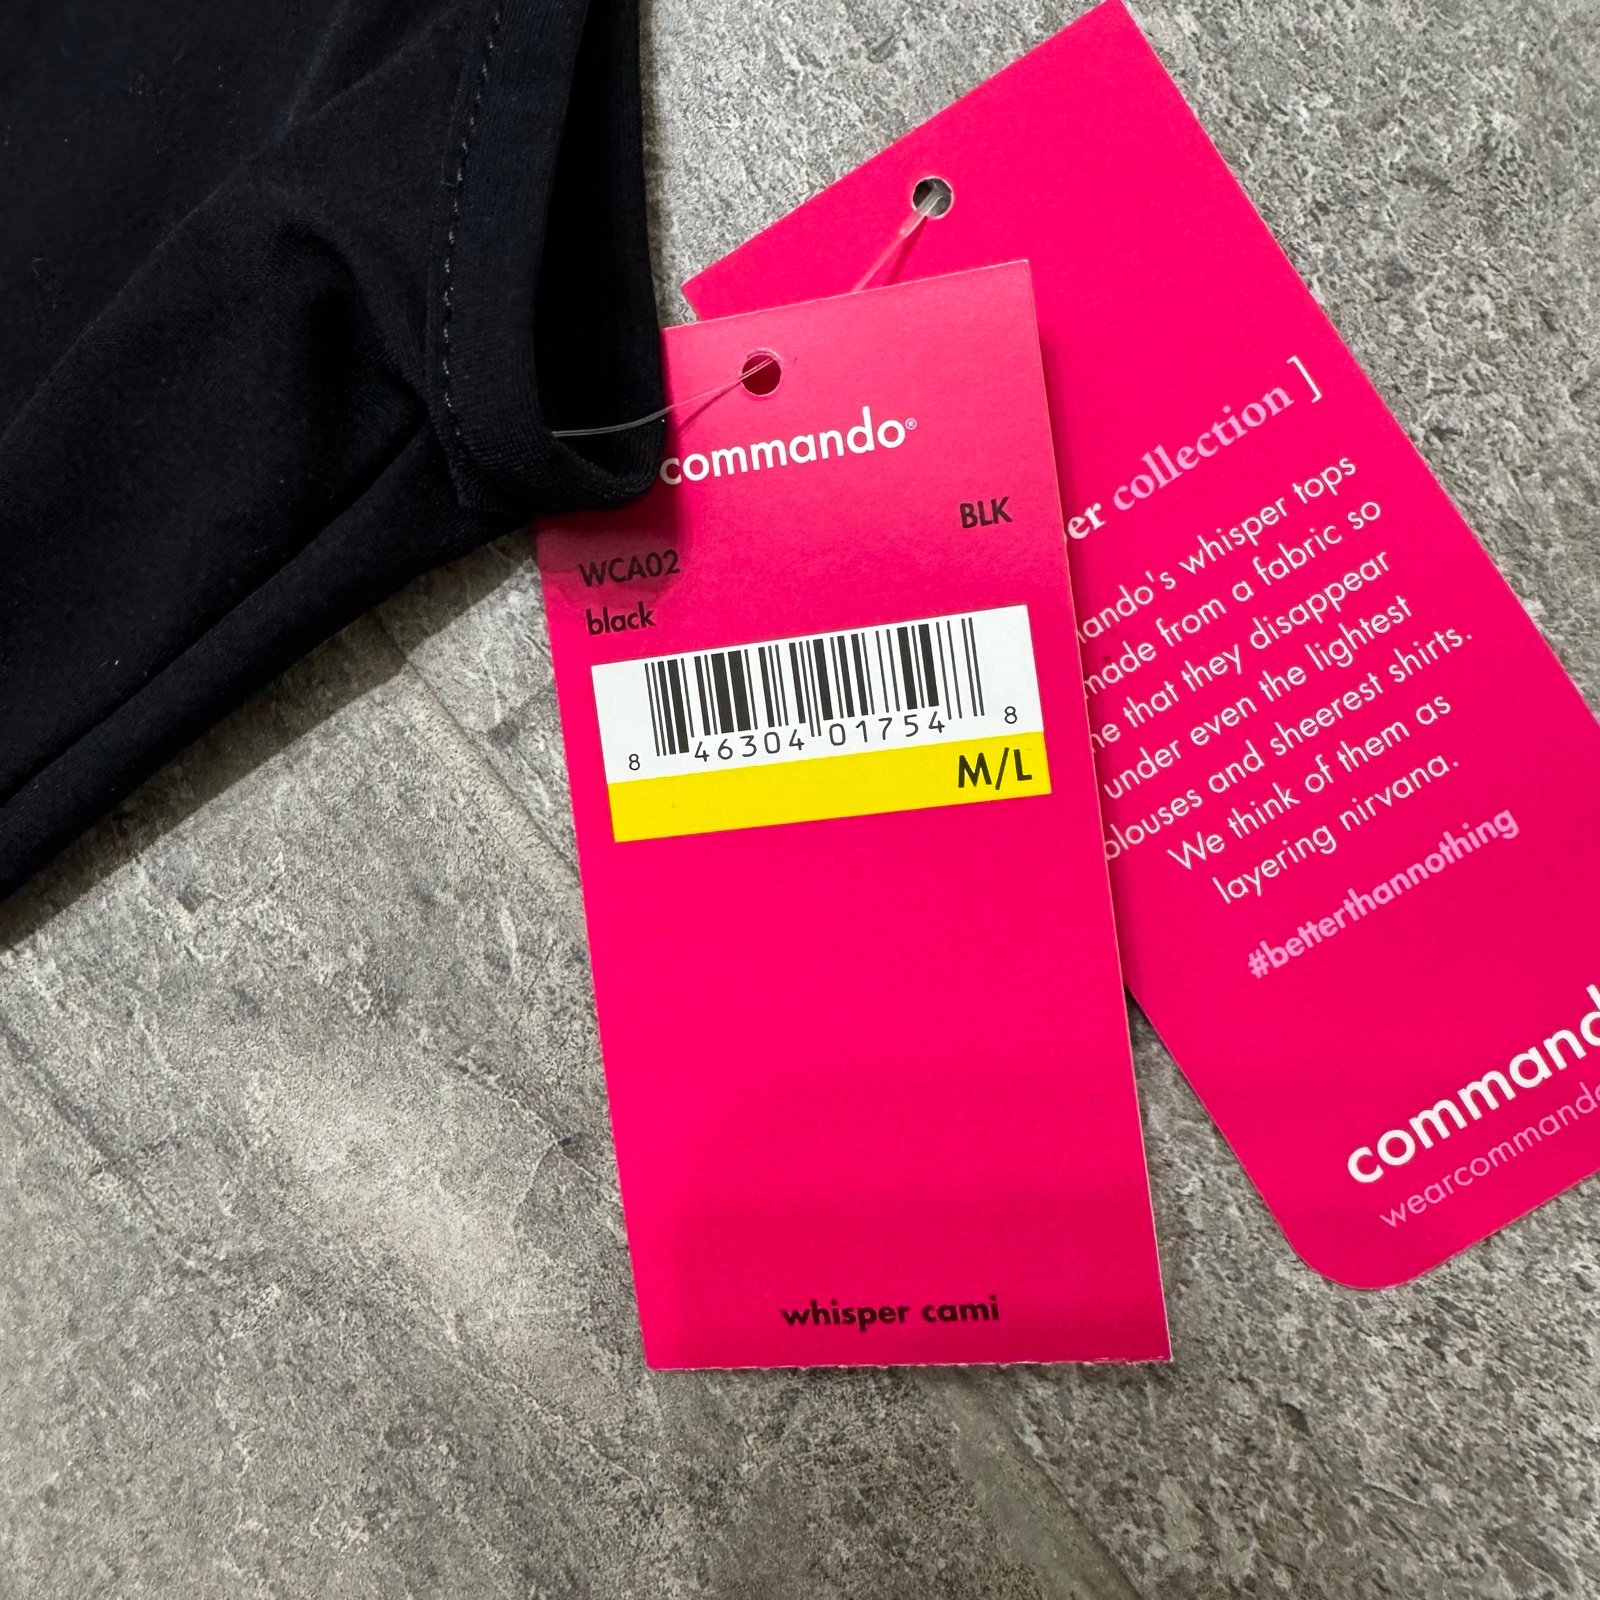 commando®
BLK
WCA02
black
8 46304 01754 8
M/L
whisper cami
collection ]
whisper tops
made from a fabric so
that they disappear
under even the lightest
blouses and sheerest shirts.
We think of them as
layering nirvana.
#betterthannothing
commando
wearcommando